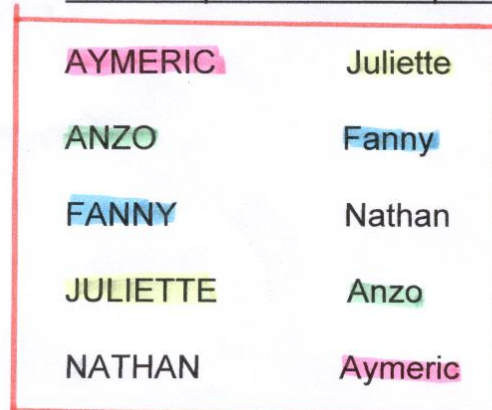 AYMERIC Juliette
ANZO Fanny
FANNY Nathan
JULIETTE Anzo
NATHAN Aymeric